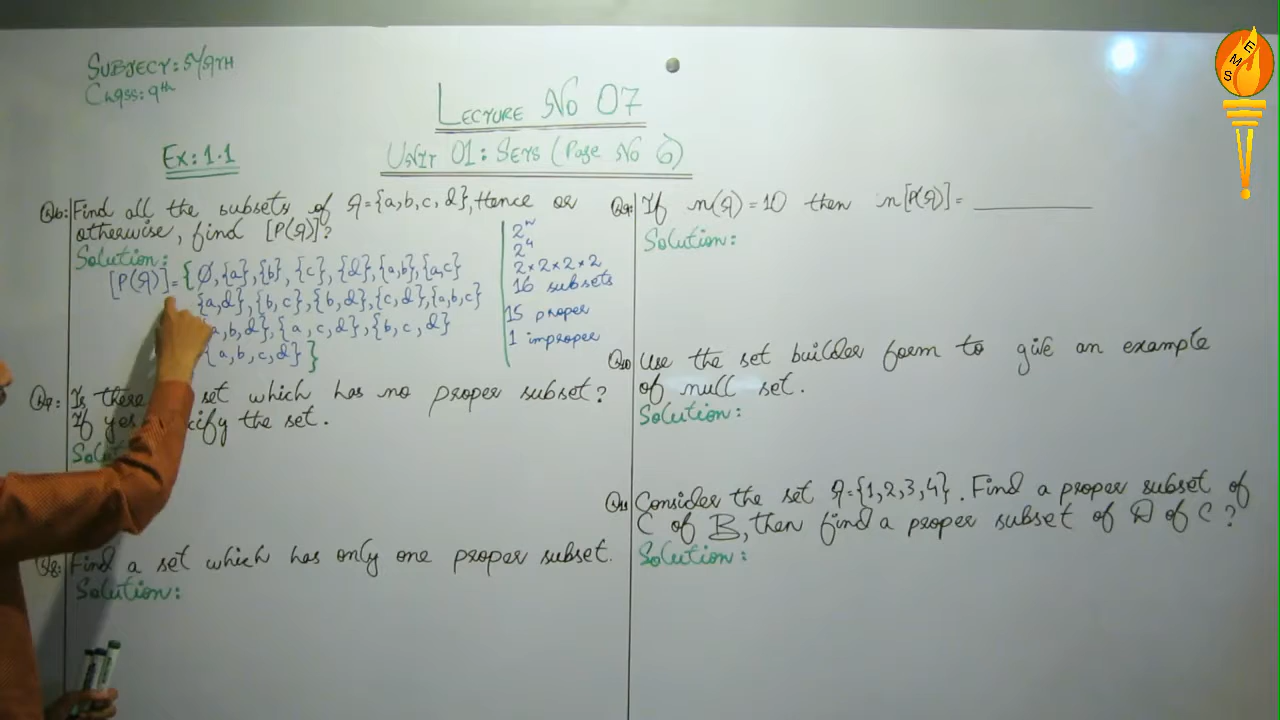 SUBJECT: MATH
Class: 9th
LECTURE No 07
UNIT 01: SETS (Page No 6)
Ex: 1.1
Q6: Find all the subsets of A={a,b,c,d}, Hence or
otherwise, find [P(A)]?
Solution:
[P(A)]={ Ø,{a},{b},{c},{d},{a,b},{a,c}
{a,d},{b,c},{b,d},{c,d},{a,b,c}
a,b,d},{a,c,d},{b,c,d}
{a,b,c,d}}
2ⁿ
2⁴
2×2×2×2
16 subsets
15 proper
1 improper
Q7: Is there set which has no proper subset?
If yes cify the set.
Solut
Q8: Find a set which has only one proper subset.
Solution:
Q9: If n(A)=10 then n[P(A)]= ________
Solution:
Q10 Use the set builder form to give an example
of null set.
Solution:
Q11 Consider the set A={1,2,3,4}. Find a proper subset of
C of B, then find a proper subset of D of C?
Solution:
EMS